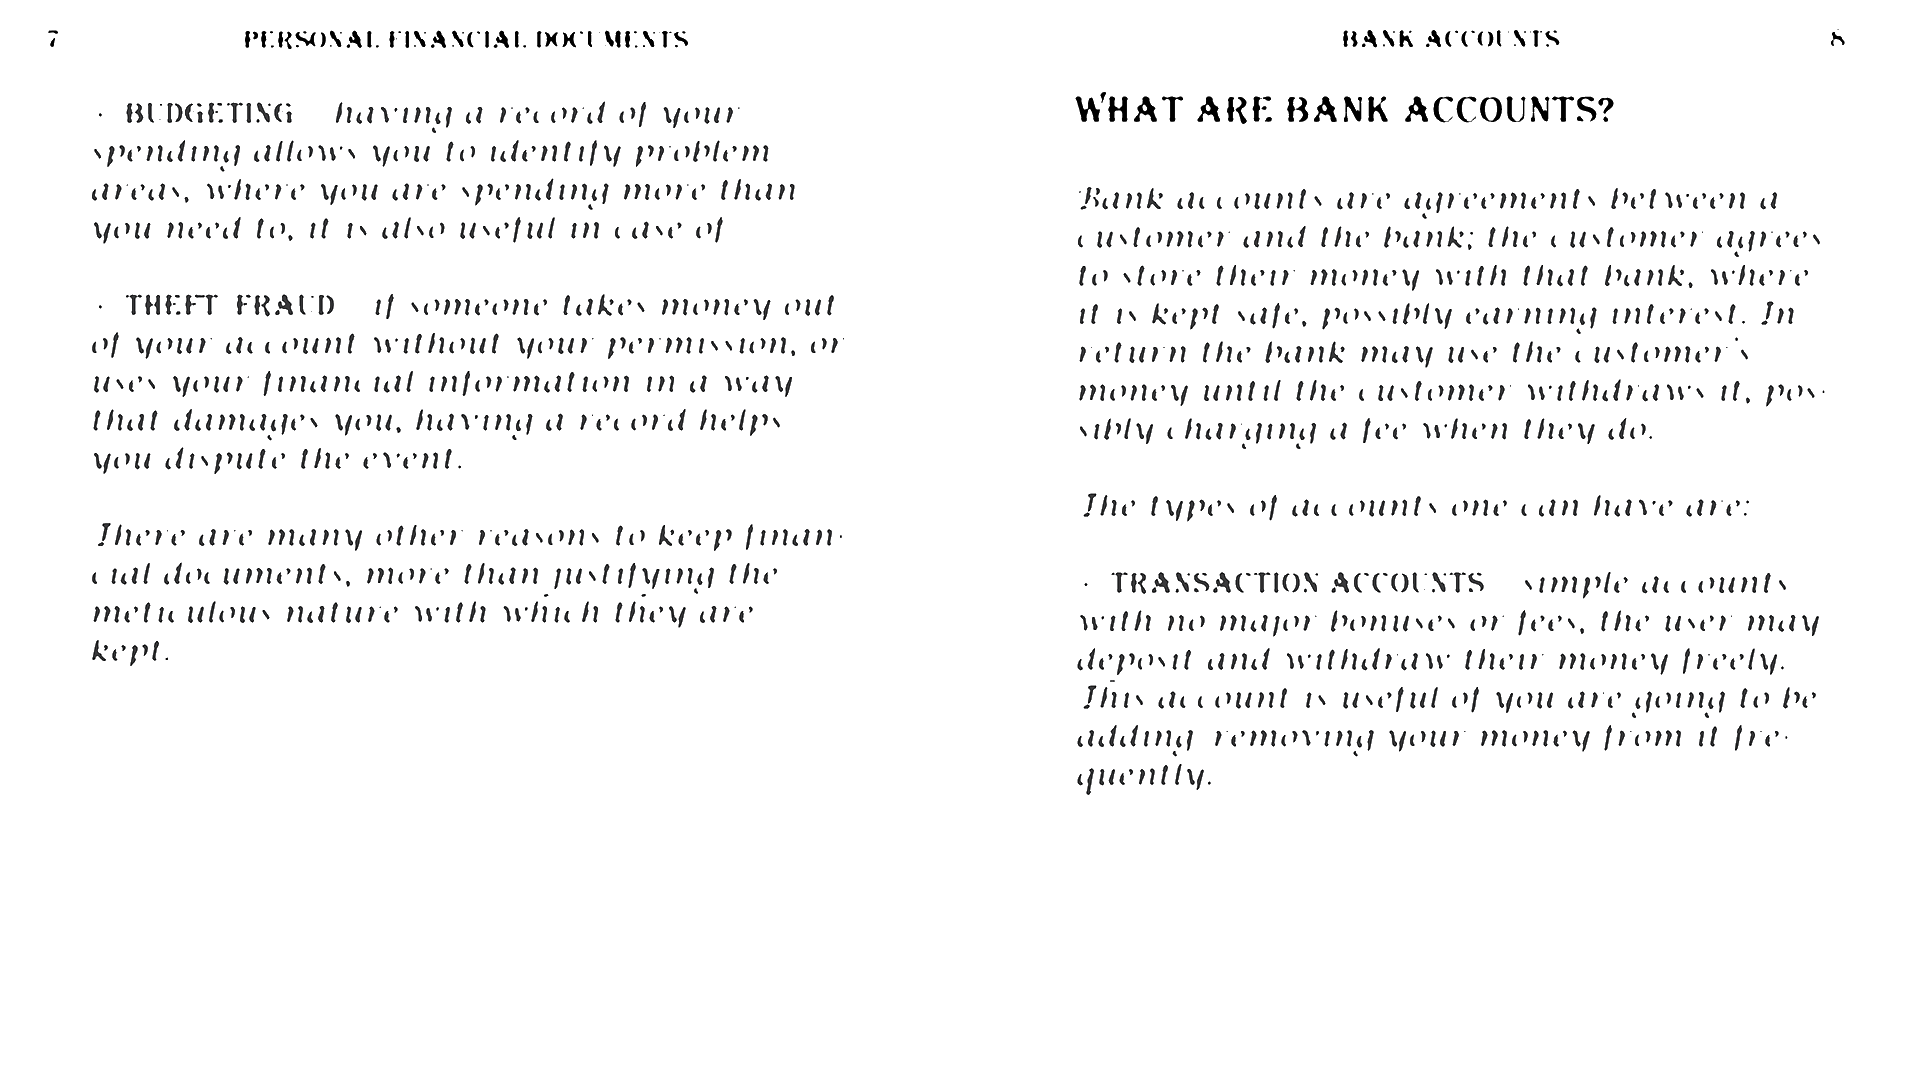 7 PERSONAL FINANCIAL DOCUMENTS
· BUDGETING having a record of your
spending allows you to identify problem
areas, where you are spending more than
you need to, it is also useful in case of
· THEFT FRAUD if someone takes money out
of your account without your permission, or
uses your financial information in a way
that damages you, having a record helps
you dispute the event.
There are many other reasons to keep finan-
cial documents, more than justifying the
meticulous nature with which they are
kept.
BANK ACCOUNTS 8
WHAT ARE BANK ACCOUNTS?
Bank accounts are agreements between a
customer and the bank; the customer agrees
to store their money with that bank, where
it is kept safe, possibly earning interest. In
return the bank may use the customer's
money until the customer withdraws it, pos-
sibly charging a fee when they do.
The types of accounts one can have are:
· TRANSACTION ACCOUNTS simple accounts
with no major bonuses or fees, the user may
deposit and withdraw their money freely.
This account is useful of you are going to be
adding removing your money from it fre-
quently.